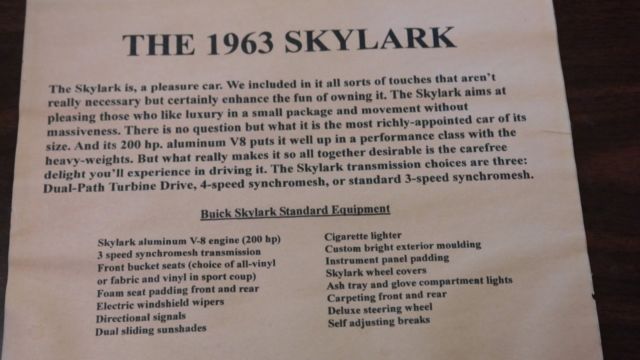 THE 1963 SKYLARK
The Skylark is, a pleasure car. We included in it all sorts of touches that aren't
really necessary but certainly enhance the fun of owning it. The Skylark aims at
pleasing those who like luxury in a small package and movement without
massiveness. There is no question but what it is the most richly-appointed car of its
size. And its 200 hp. aluminum V8 puts it well up in a performance class with the
heavy-weights. But what really makes it so all together desirable is the carefree
delight you'll experience in driving it. The Skylark transmission choices are three:
Dual-Path Turbine Drive, 4-speed synchromesh, or standard 3-speed synchromesh.
Buick Skylark Standard Equipment
Skylark aluminum V-8 engine (200 hp)
3 speed synchromesh transmission
Front bucket seats (choice of all-vinyl
or fabric and vinyl in sport coup)
Foam seat padding front and rear
Electric windshield wipers
Directional signals
Dual sliding sunshades
Cigarette lighter
Custom bright exterior moulding
Instrument panel padding
Skylark wheel covers
Ash tray and glove compartment lights
Carpeting front and rear
Deluxe steering wheel
Self adjusting breaks